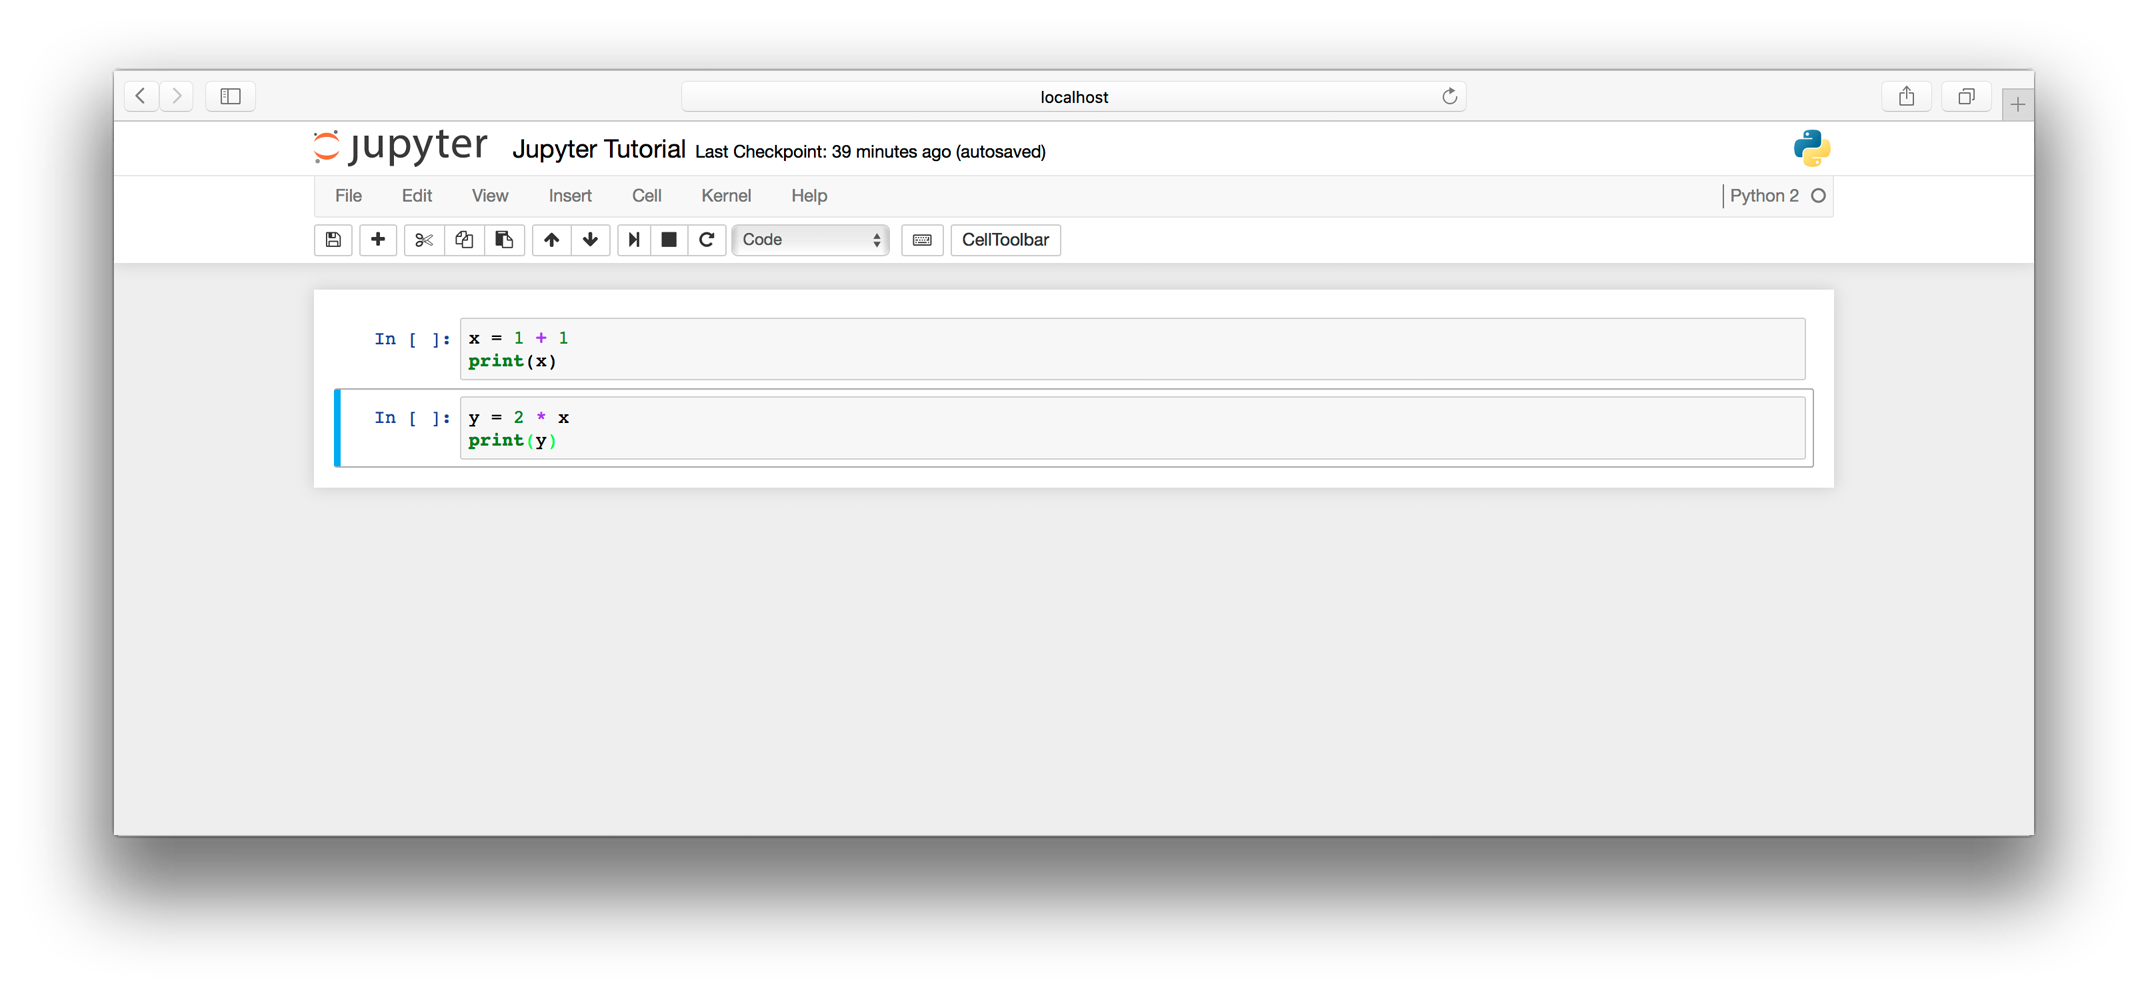 localhost
jupyter Jupyter Tutorial Last Checkpoint: 39 minutes ago (autosaved)
File Edit View Insert Cell Kernel Help Python 2
Code CellToolbar
In [ ]: x = 1 + 1
print(x)
In [ ]: y = 2 * x
print(y)